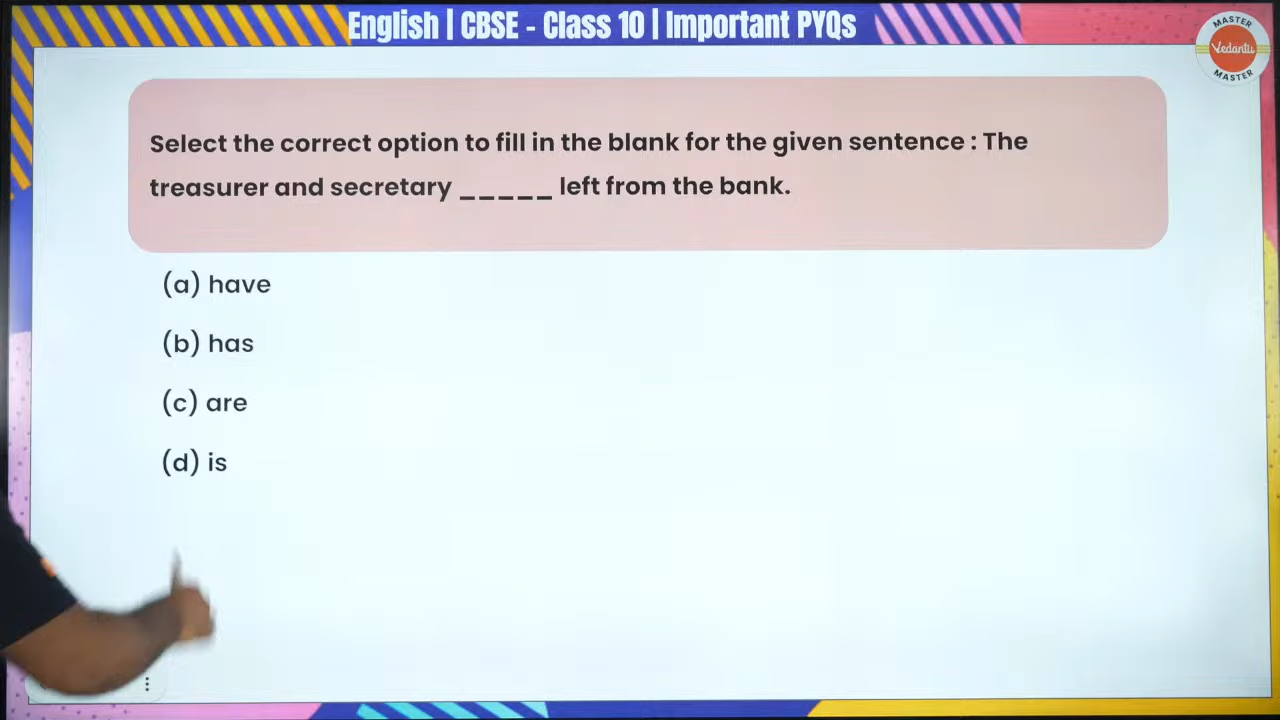 English | CBSE - Class 10 | Important PYQs
MASTER
Vedantu
MASTER
Select the correct option to fill in the blank for the given sentence : The
treasurer and secretary _____ left from the bank.
(a) have
(b) has
(c) are
(d) is